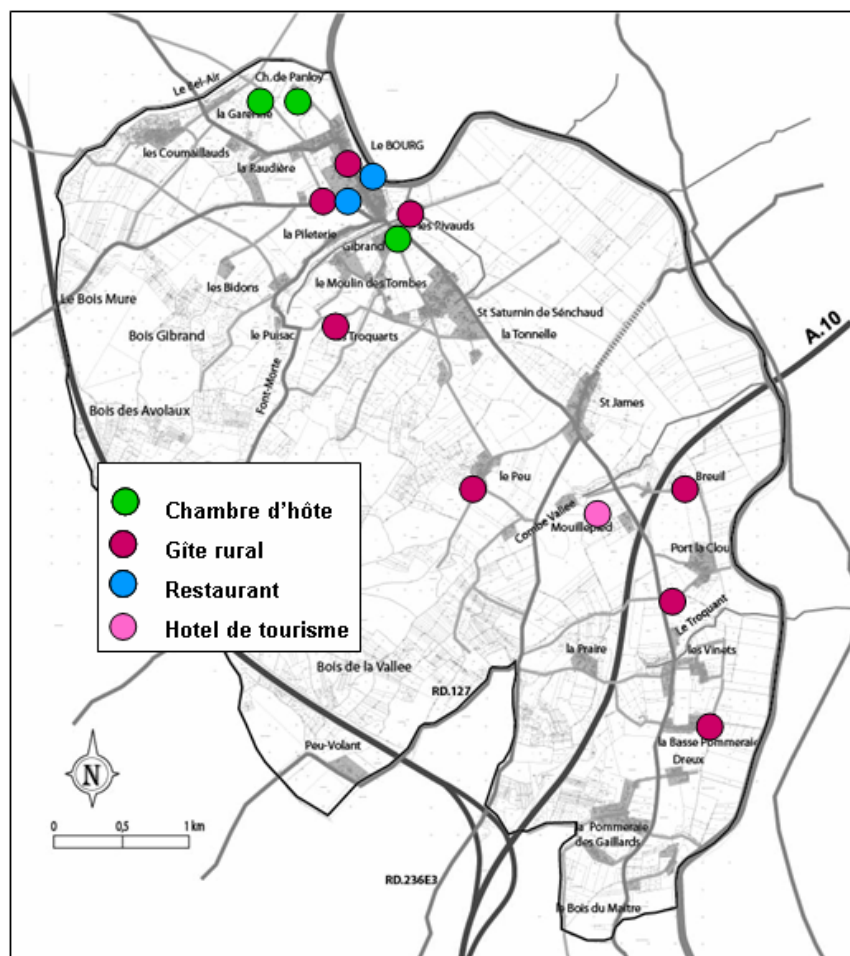 Ch. de Panloy
Le Bel-Air
la Garenne
Le BOURG
les Coumaillauds
la Raudière
les Rivauds
la Pileterie
Gibrand
les Bidons
le Moulin des Tombes
Le Bois Mure
St Saturnin de Sénchaud
Bois Gibrand
le Puisac
Troquarts
la Tonnelle
A.10
Font-Morte
St James
Bois des Avolaux
le Peu
Breuil
Chambre d'hôte
Combe Vallee
Mouillepied
Gîte rural
Port la Clou
Restaurant
Le Troquant
Hotel de tourisme
la Praire
les Vinets
Bois de la Vallee
RD.127
Peu-Volant
la Basse Pommeraie
Dreux
N
0 0,5 1 km
la Pommeraie
des Gaillards
RD.236E3
le Bois du Maitre